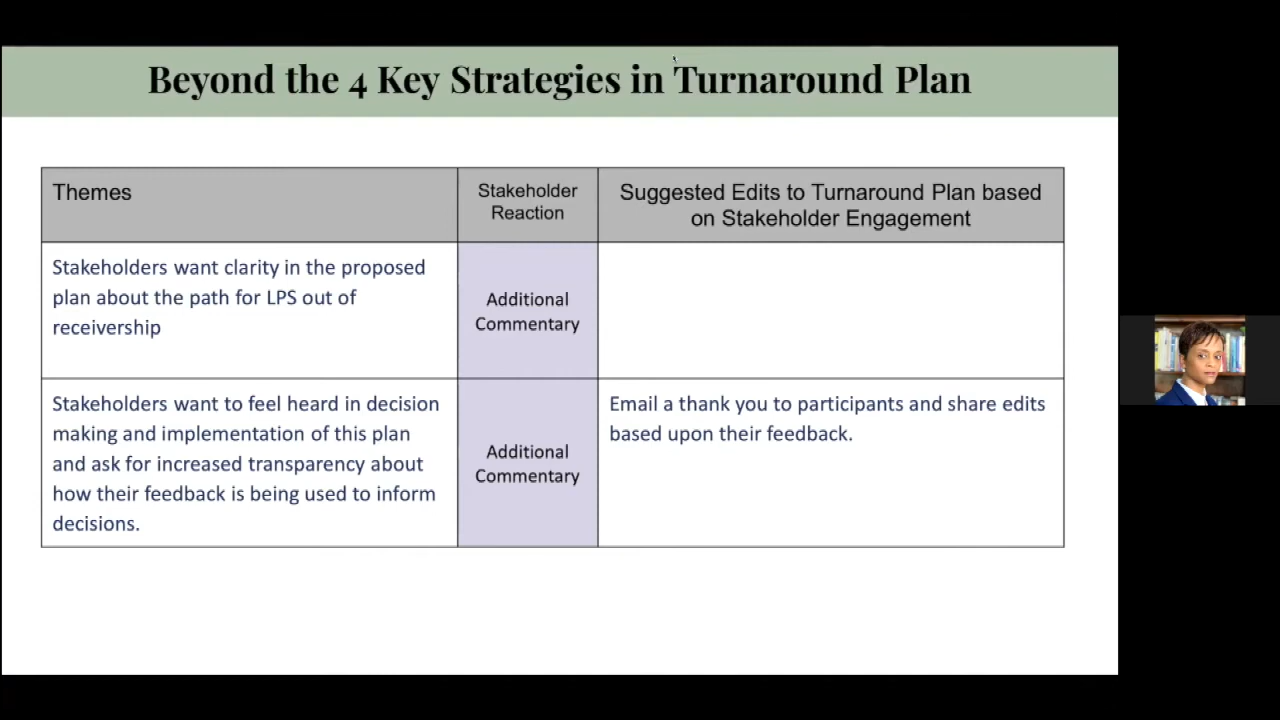 Beyond the 4 Key Strategies in Turnaround Plan
Themes
Stakeholder
Reaction
Suggested Edits to Turnaround Plan based
on Stakeholder Engagement
Stakeholders want clarity in the proposed
plan about the path for LPS out of
receivership
Additional
Commentary
Stakeholders want to feel heard in decision
making and implementation of this plan
and ask for increased transparency about
how their feedback is being used to inform
decisions.
Additional
Commentary
Email a thank you to participants and share edits
based upon their feedback.